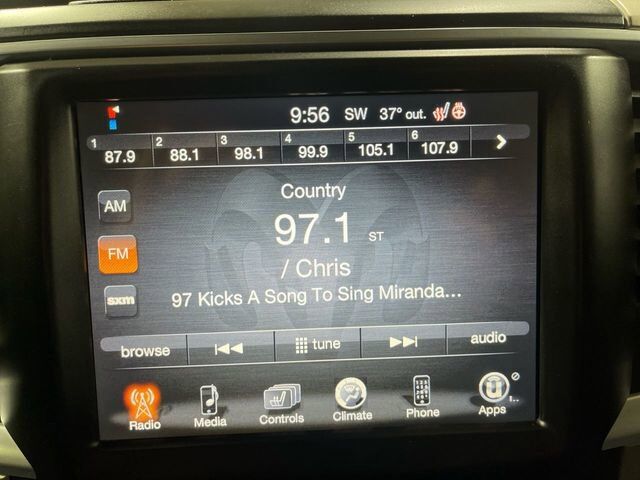 9:56 SW 37° out.
1 87.9 2 88.1 3 98.1 4 99.9 5 105.1 6 107.9
AM
Country
97.1 ST
FM
/ Chris
sxm
97 Kicks A Song To Sing Miranda...
browse tune audio
Radio Media Controls Climate Phone Apps